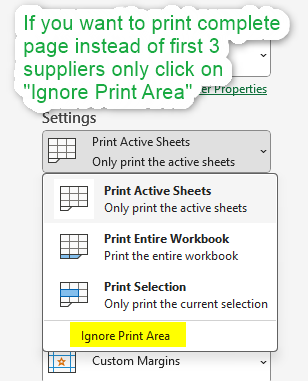 If you want to print complete
page instead of first 3
suppliers only click on
"Ignore Print Area"
Properties
Settings
Print Active Sheets
Only print the active sheets
Print Active Sheets
Only print the active sheets
Print Entire Workbook
Print the entire workbook
Print Selection
Only print the current selection
Ignore Print Area
Custom Margins